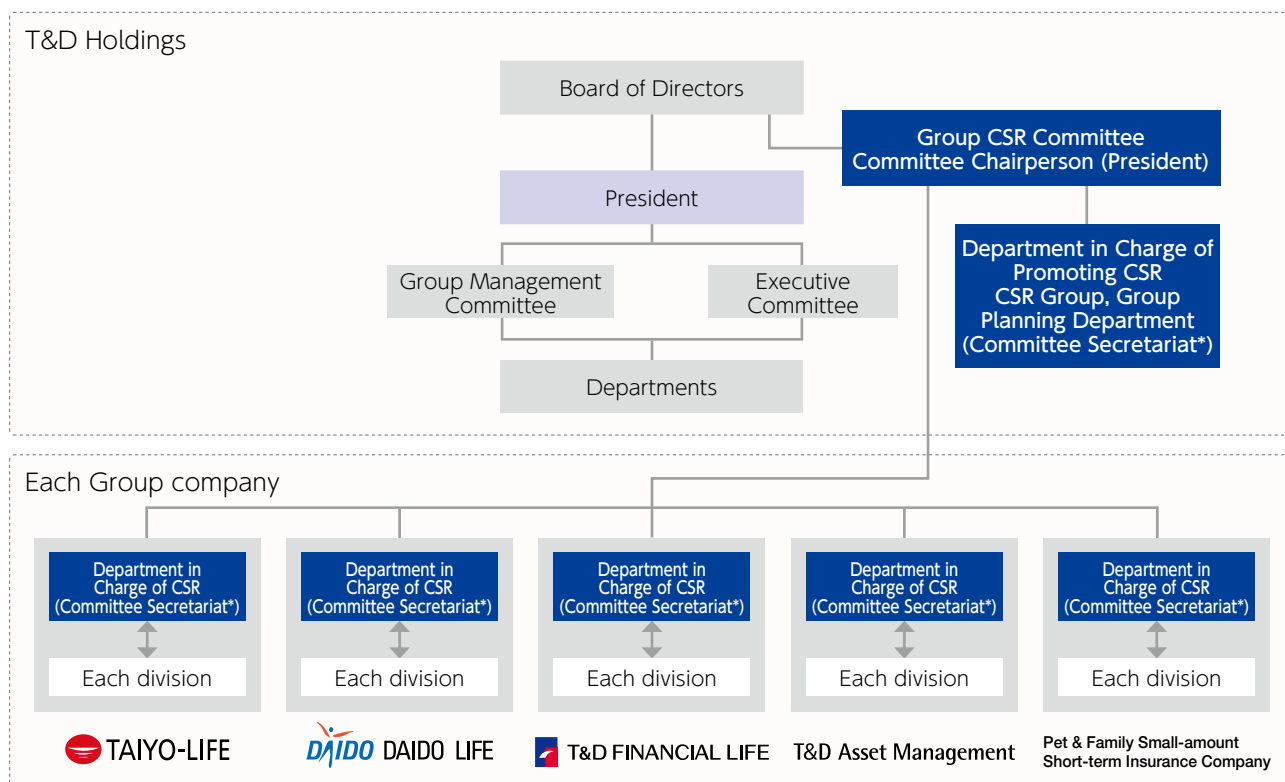 T&D Holdings
Board of Directors
Group CSR Committee
Committee Chairperson (President)
President
Department in Charge of
Promoting CSR
CSR Group, Group
Planning Department
(Committee Secretariat*)
Group Management
Committee
Executive
Committee
Departments
Each Group company
Department in
Charge of CSR
(Committee Secretariat*)
Each division
Department in
Charge of CSR
(Committee Secretariat*)
Each division
Department in
Charge of CSR
(Committee Secretariat*)
Each division
Department in
Charge of CSR
(Committee Secretariat*)
Each division
Department in
Charge of CSR
(Committee Secretariat*)
Each division
TAIYO-LIFE
DAIDO DAIDO LIFE
T&D FINANCIAL LIFE
T&D Asset Management
Pet & Family Small-amount
Short-term Insurance Company